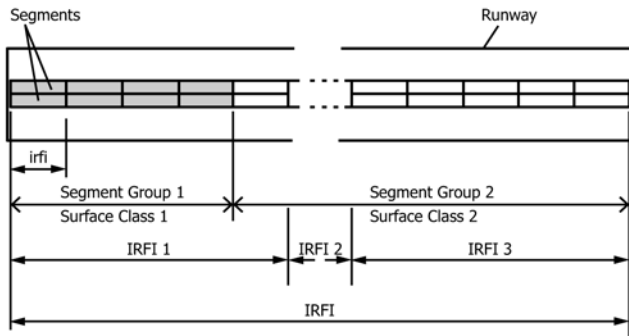 Segments
Runway
irfi
Segment Group 1
Segment Group 2
Surface Class 1
Surface Class 2
IRFI 1
IRFI 2
IRFI 3
IRFI